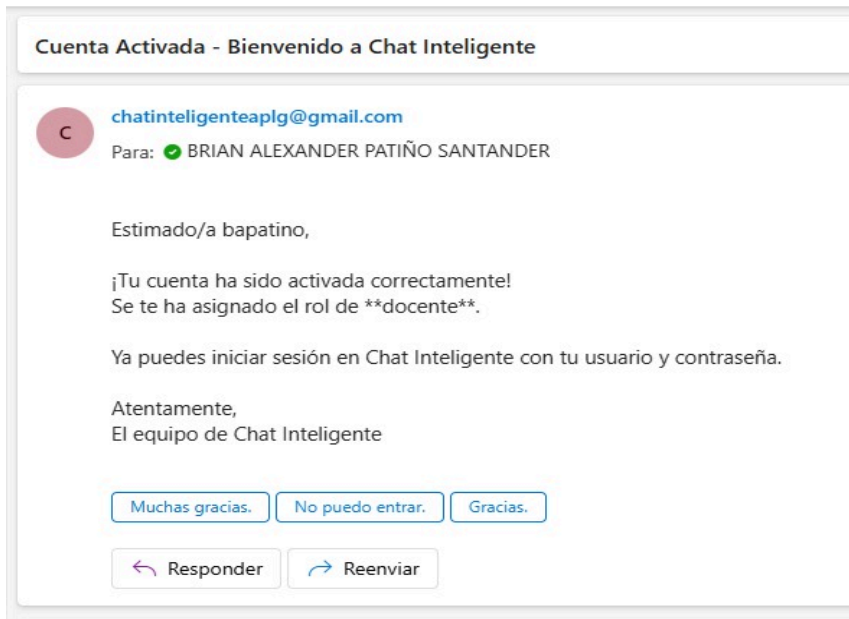 Cuenta Activada - Bienvenido a Chat Inteligente
C
chatinteligenteaplg@gmail.com
Para: BRIAN ALEXANDER PATIÑO SANTANDER
Estimado/a bapatino,
¡Tu cuenta ha sido activada correctamente!
Se te ha asignado el rol de **docente**.
Ya puedes iniciar sesión en Chat Inteligente con tu usuario y contraseña.
Atentamente,
El equipo de Chat Inteligente
Muchas gracias. No puedo entrar. Gracias.
Responder Reenviar